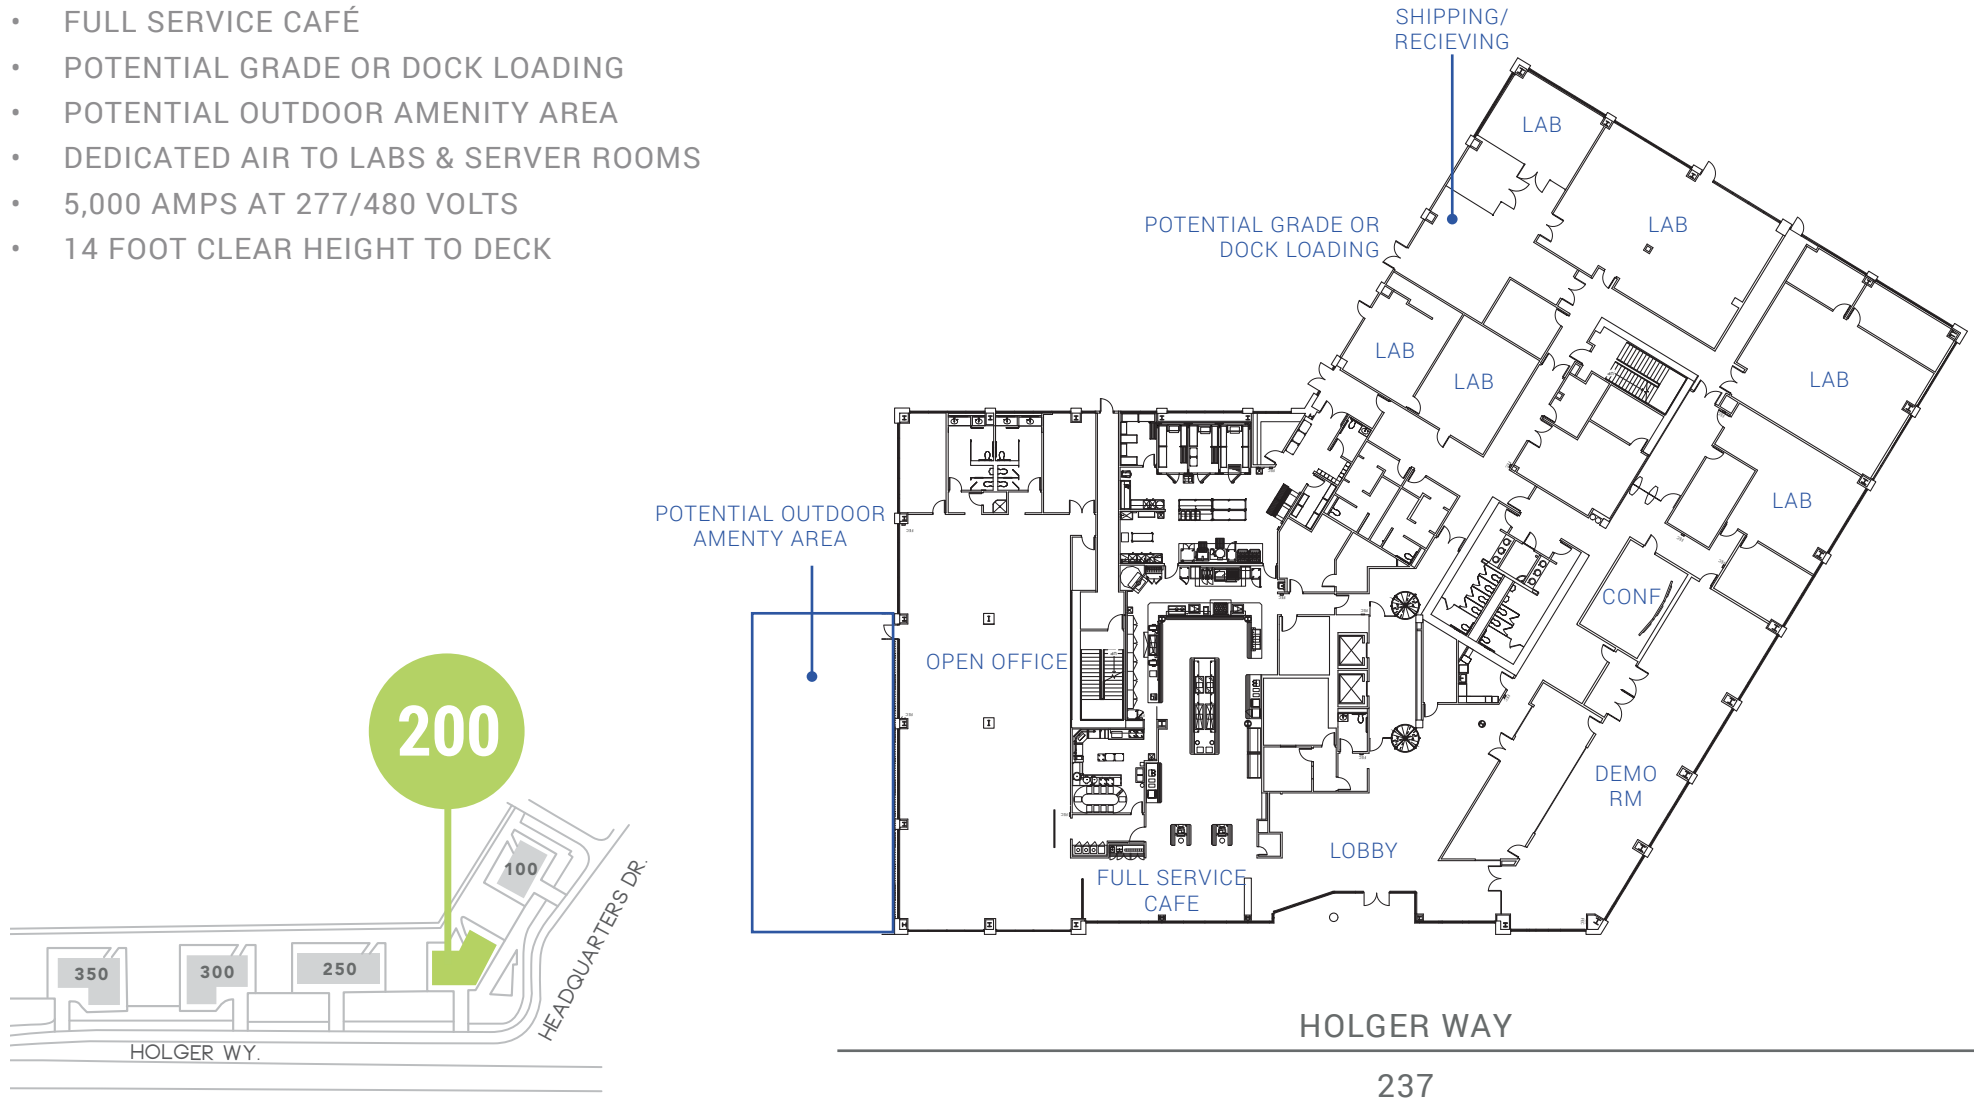 • FULL SERVICE CAFÉ
• POTENTIAL GRADE OR DOCK LOADING
• POTENTIAL OUTDOOR AMENITY AREA
• DEDICATED AIR TO LABS & SERVER ROOMS
• 5,000 AMPS AT 277/480 VOLTS
• 14 FOOT CLEAR HEIGHT TO DECK
SHIPPING/
RECIEVING
LAB
POTENTIAL GRADE OR
DOCK LOADING
LAB
LAB
LAB
LAB
LAB
POTENTIAL OUTDOOR
AMENTY AREA
CONF
OPEN OFFICE
DEMO
RM
LOBBY
FULL SERVICE
CAFE
200
100
350
300
250
HEADQUARTERS DR.
HOLGER WY.
HOLGER WAY
237